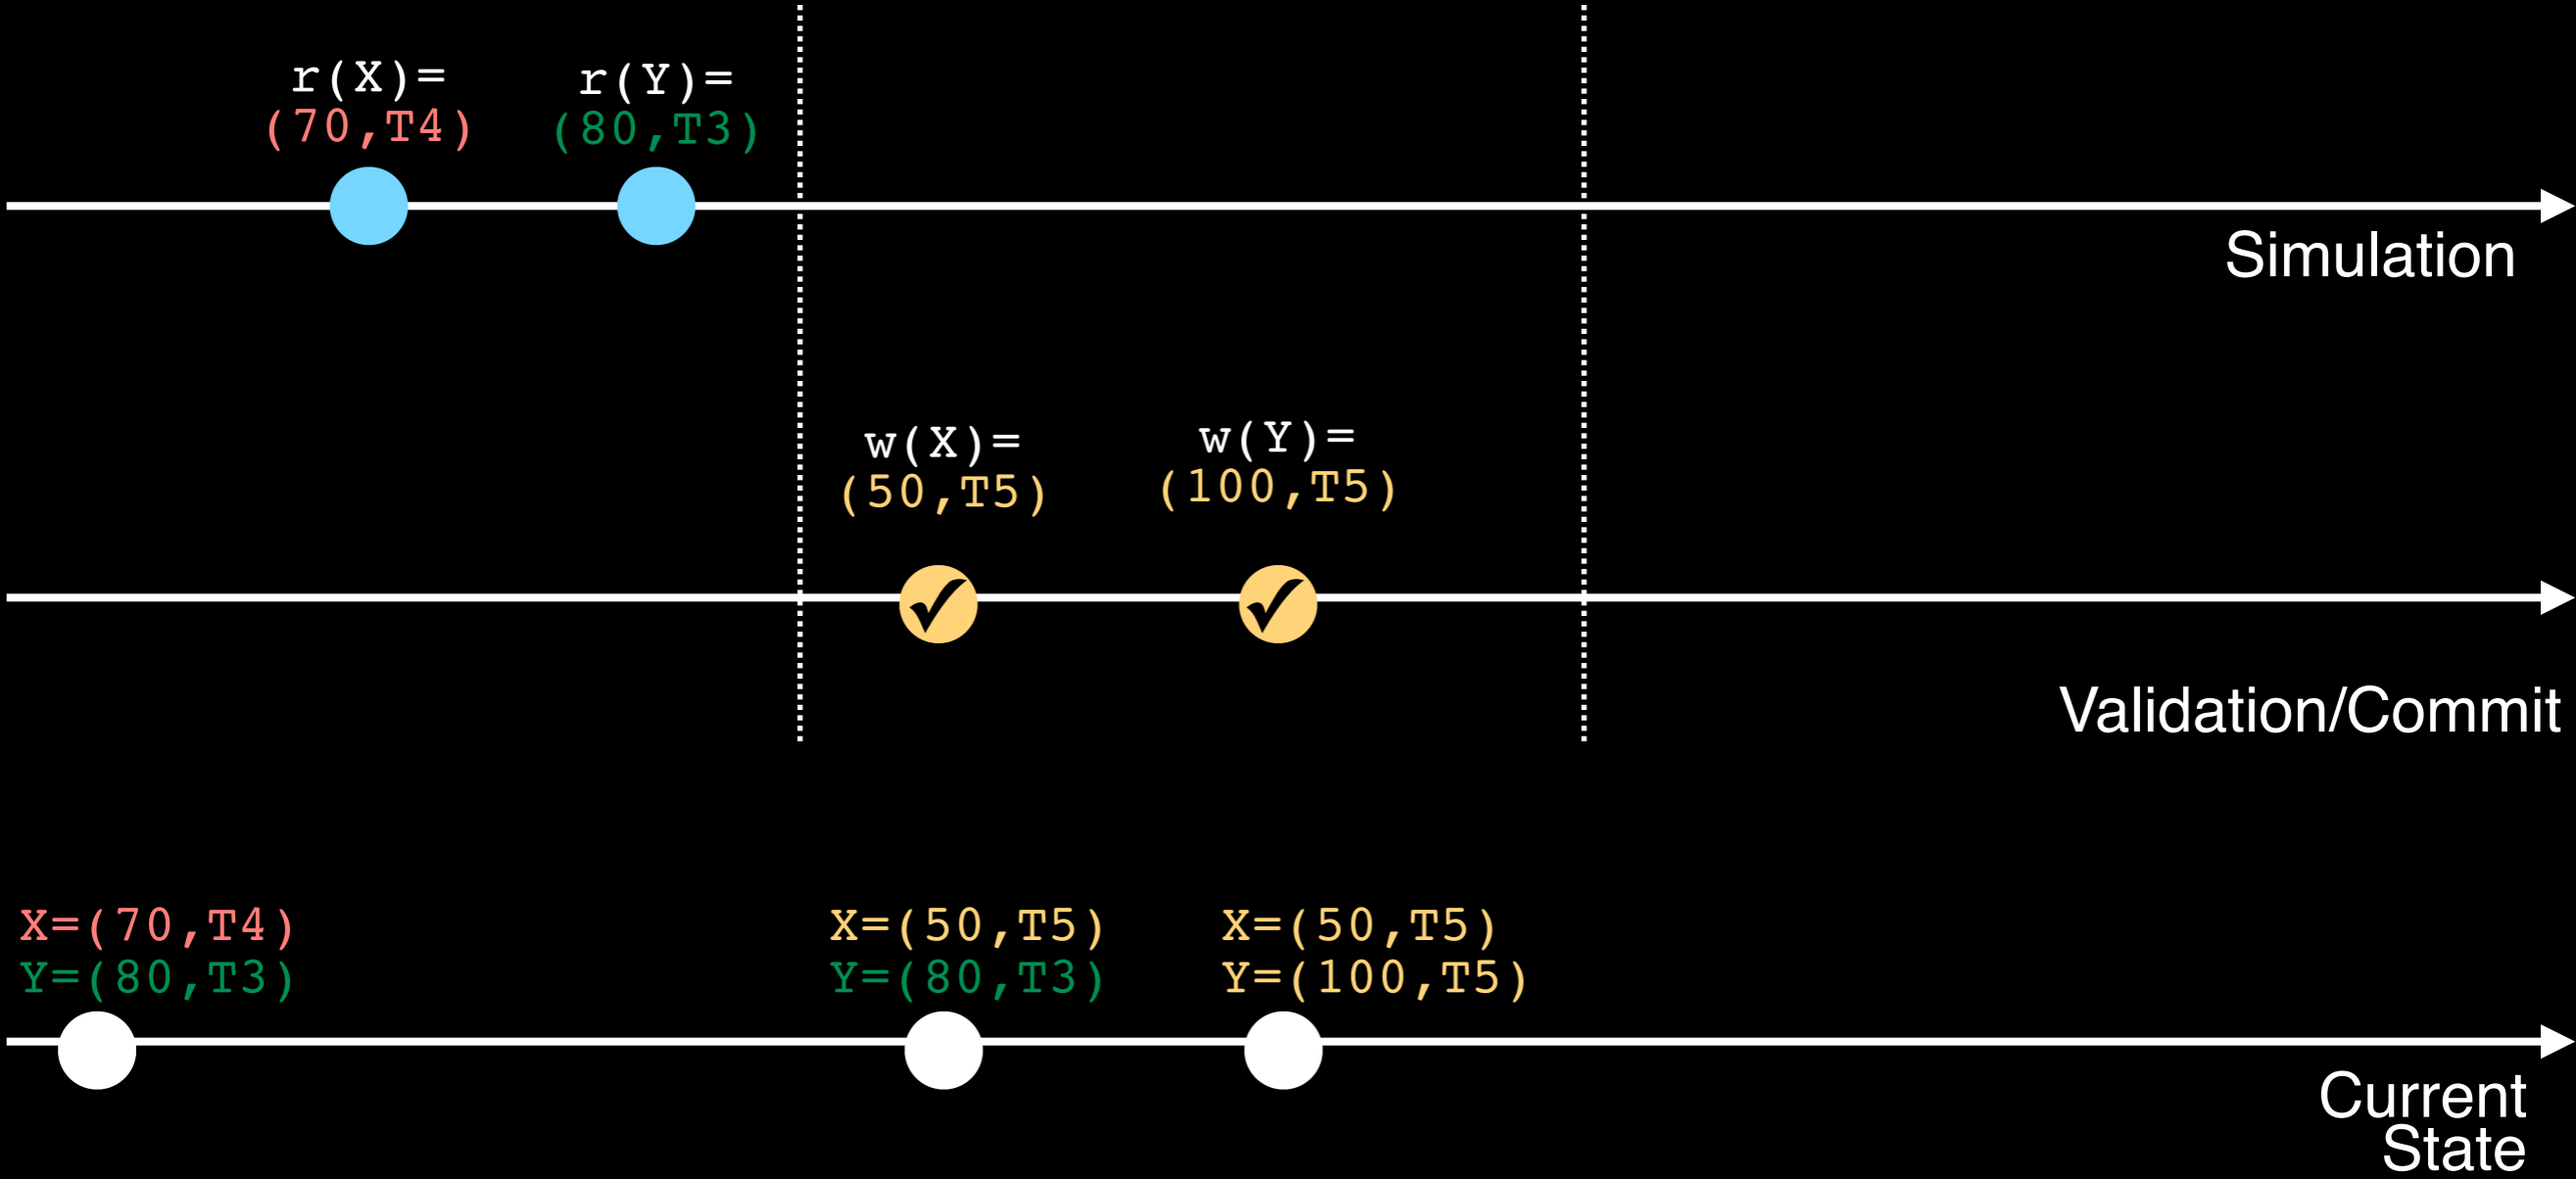 r(X)=
(70,T4)
r(Y)=
(80,T3)
Simulation
w(X)=
(50,T5)
w(Y)=
(100,T5)
Validation/Commit
X=(70,T4)
Y=(80,T3)
X=(50,T5)
Y=(80,T3)
X=(50,T5)
Y=(100,T5)
Current
State